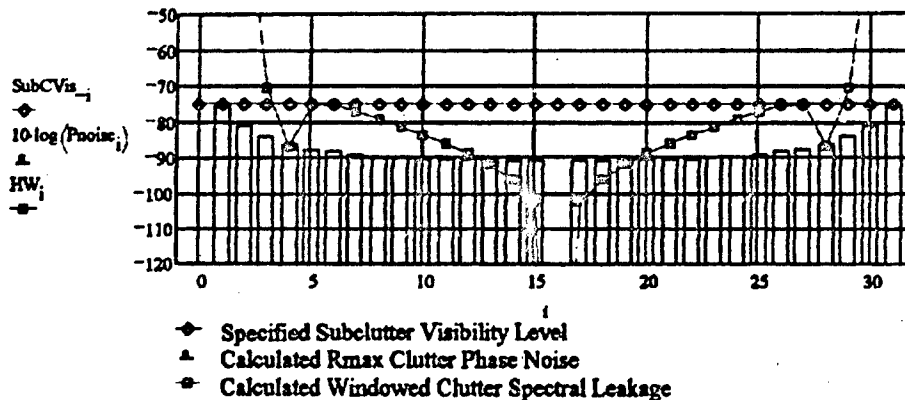 −50
−60
−70
−80
−90
−100
−110
−120
SubCVis_i
10·log(Pnoise_i)
HW_i
0 5 10 15 20 25 30
i
Specified Subclutter Visibility Level
Calculated Rmax Clutter Phase Noise
Calculated Windowed Clutter Spectral Leakage